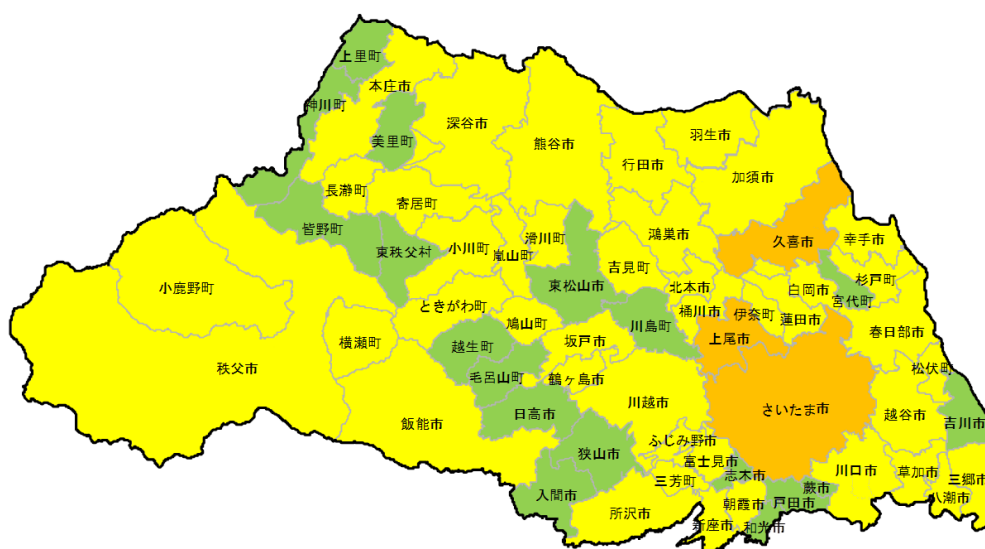 上里町
本庄市
神川町
美里町
深谷市
熊谷市
行田市
羽生市
加須市
長瀞町
寄居町
皆野町
東秩父村
小川町
嵐山町
滑川町
東松山市
吉見町
鴻巣市
北本市
久喜市
幸手市
杉戸町
宮代町
白岡市
小鹿野町
ときがわ町
鳩山町
川島町
桶川市
伊奈町
蓮田市
春日部市
横瀬町
越生町
坂戸市
上尾市
秩父市
毛呂山町
鶴ヶ島市
松伏町
飯能市
日高市
川越市
さいたま市
越谷市
吉川市
狭山市
ふじみ野市
富士見市
志木市
三芳町
川口市
草加市
三郷市
八潮市
入間市
所沢市
朝霞市
戸田市
蕨市
新座市
和光市